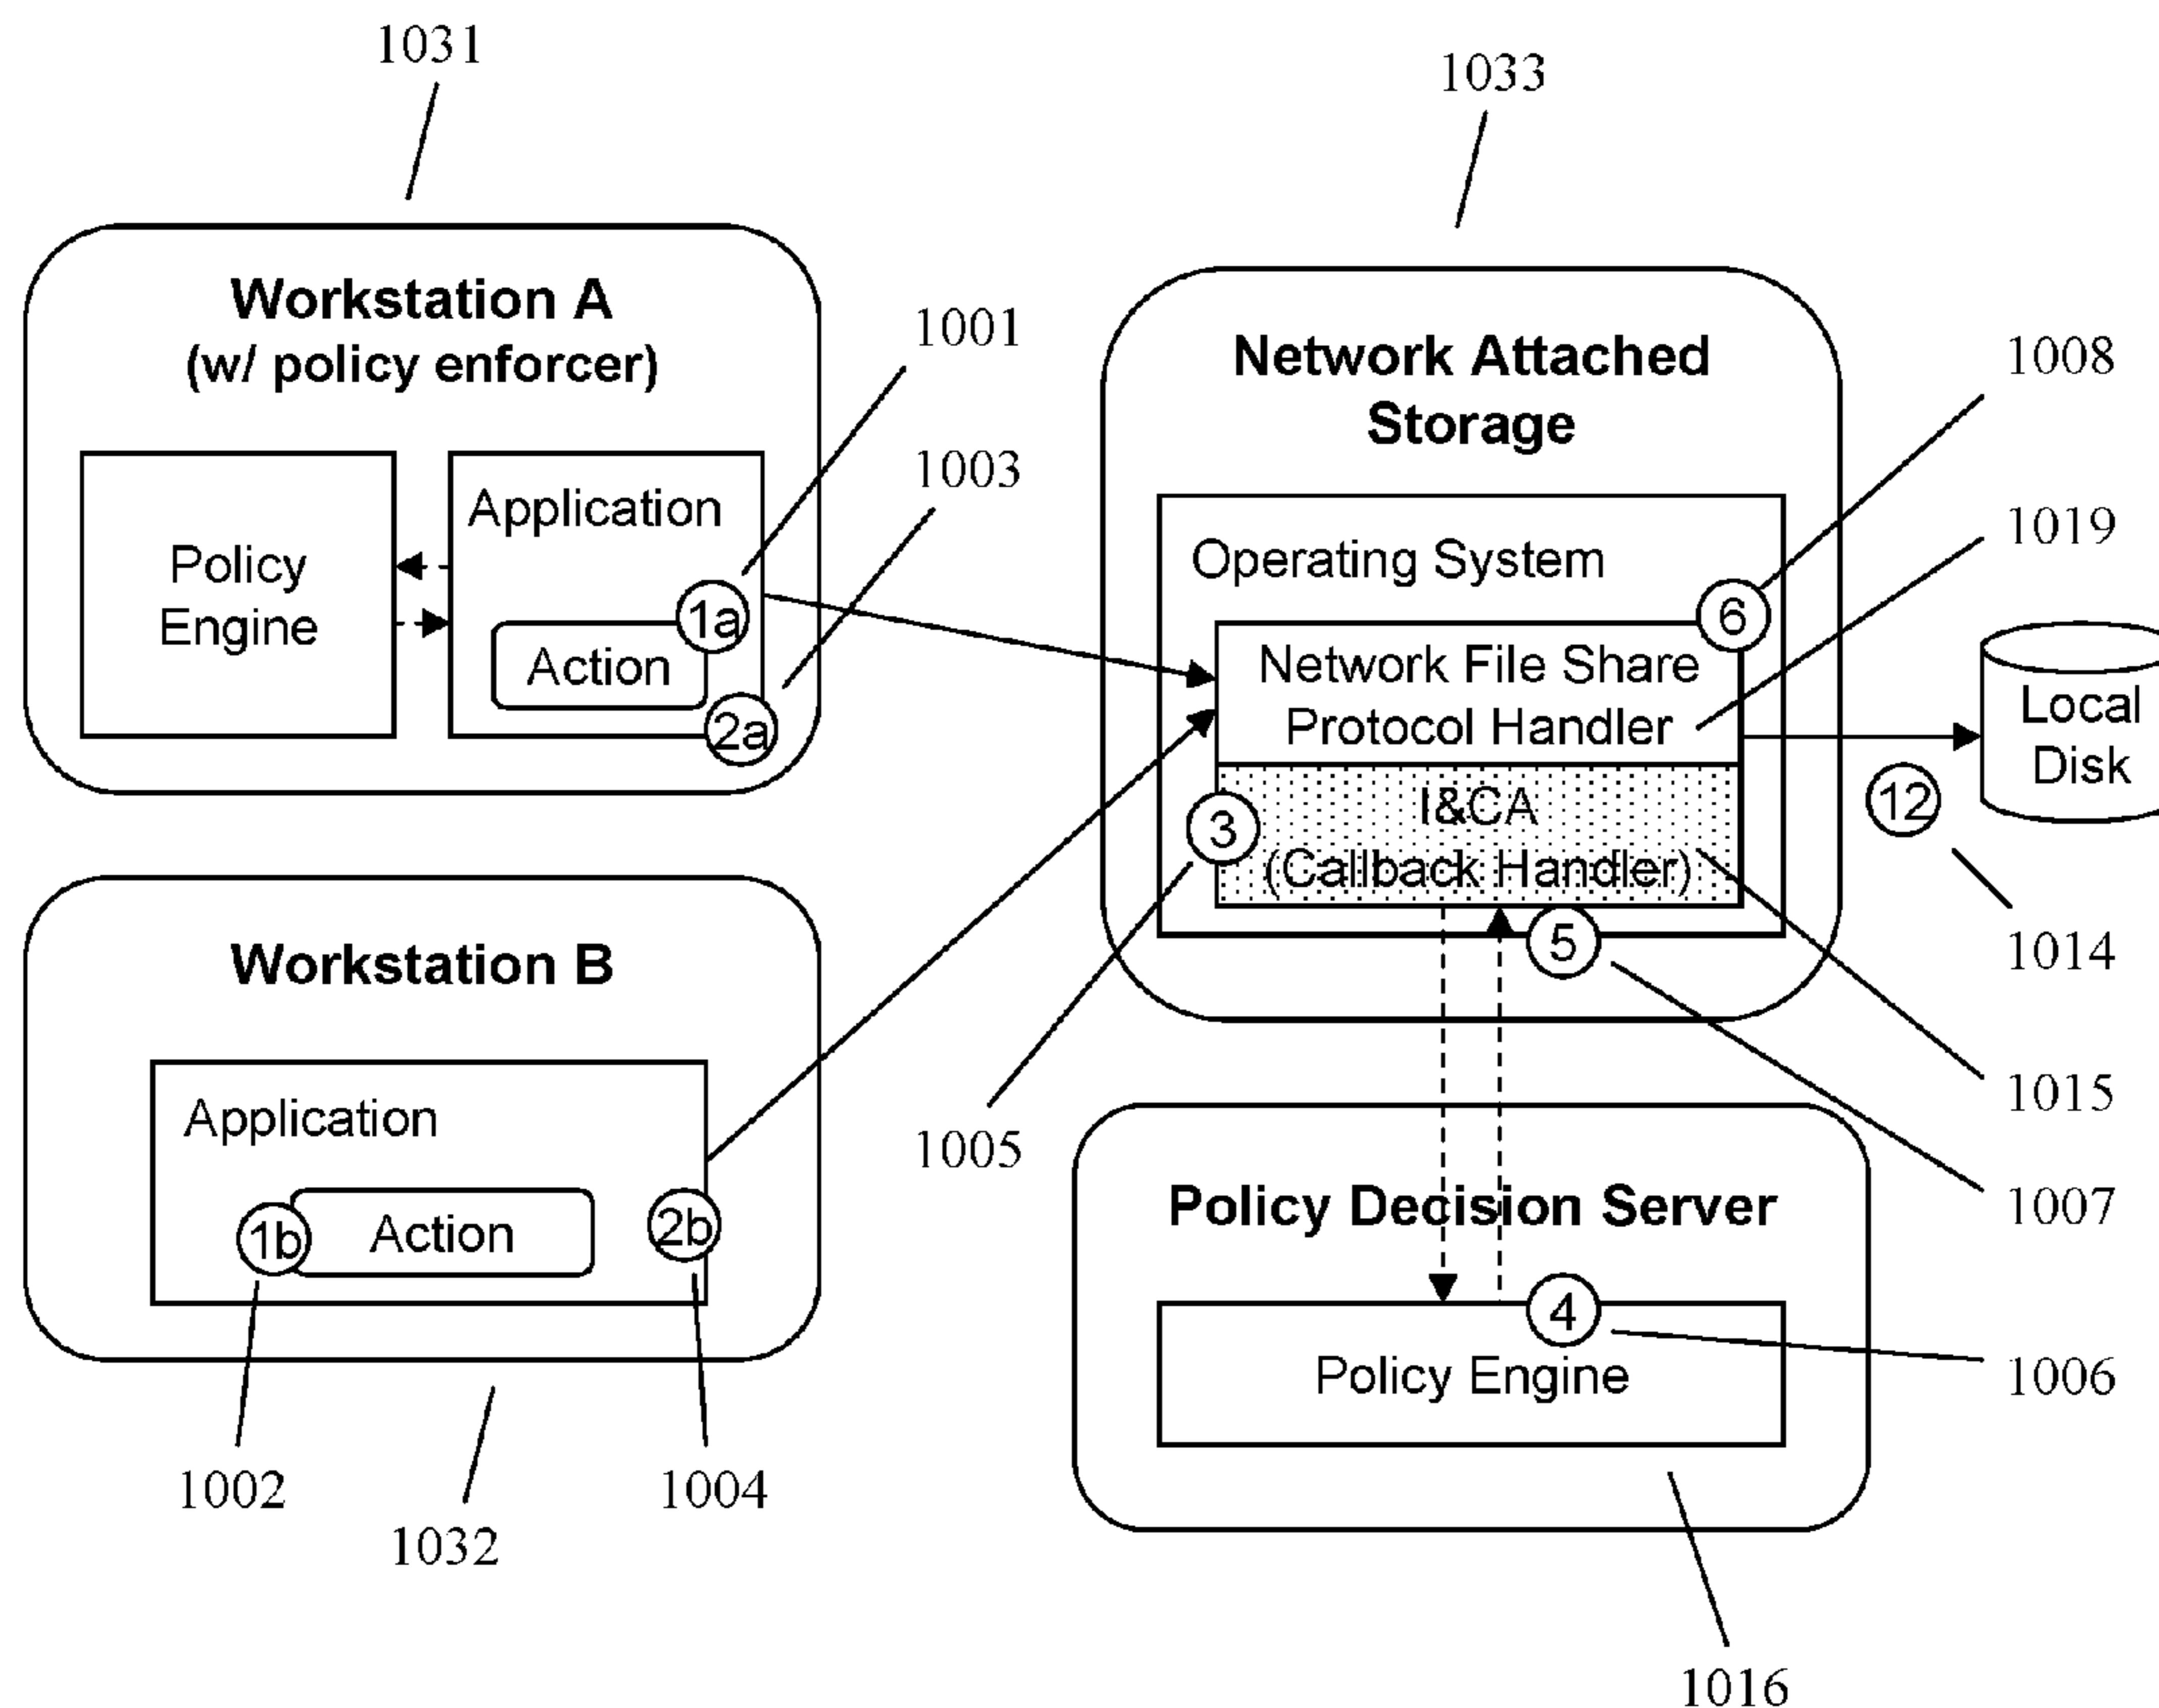 1031
1033
Workstation A
(w/ policy enforcer)
1001
1003
Policy
Engine
Application
1a
Action
2a
Network Attached
Storage
1008
1019
Operating System
6
Network File Share
Protocol Handler
Local
Disk
12
3
I&CA
(Callback Handler)
5
1014
1015
1007
1005
Workstation B
Application
1b
Action
2b
1002
1004
1032
Policy Decision Server
4
Policy Engine
1006
1016